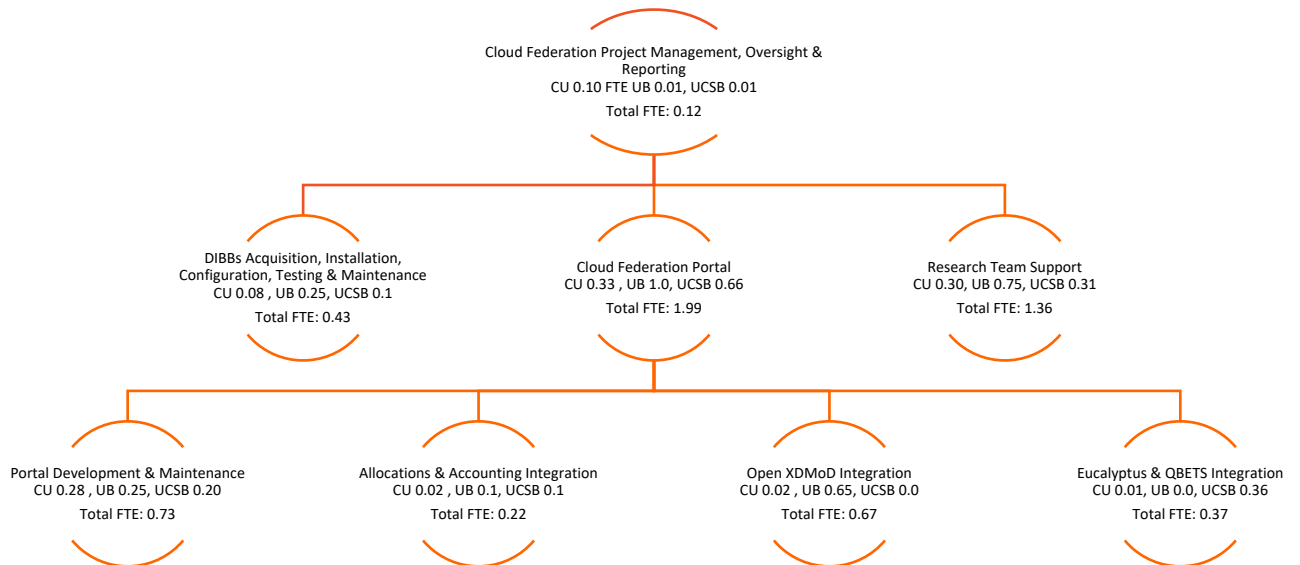 Cloud Federation Project Management, Oversight &
Reporting
CU 0.10 FTE UB 0.01, UCSB 0.01
Total FTE: 0.12
DIBBs Acquisition, Installation,
Configuration, Testing & Maintenance
CU 0.08 , UB 0.25, UCSB 0.1
Total FTE: 0.43
Cloud Federation Portal
CU 0.33 , UB 1.0, UCSB 0.66
Total FTE: 1.99
Research Team Support
CU 0.30, UB 0.75, UCSB 0.31
Total FTE: 1.36
Portal Development & Maintenance
CU 0.28 , UB 0.25, UCSB 0.20
Total FTE: 0.73
Allocations & Accounting Integration
CU 0.02 , UB 0.1, UCSB 0.1
Total FTE: 0.22
Open XDMoD Integration
CU 0.02 , UB 0.65, UCSB 0.0
Total FTE: 0.67
Eucalyptus & QBETS Integration
CU 0.01, UB 0.0, UCSB 0.36
Total FTE: 0.37